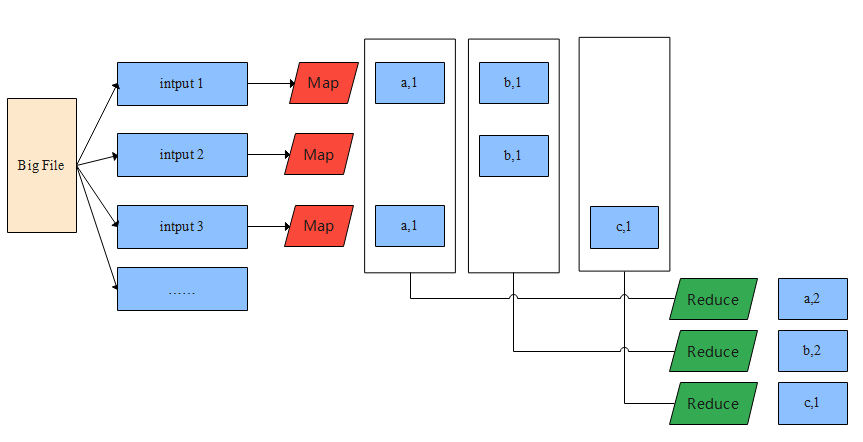 intput 1
Map
a,1
b,1
Big File
intput 2
Map
b,1
intput 3
Map
a,1
c,1
......
Reduce
a,2
Reduce
b,2
Reduce
c,1